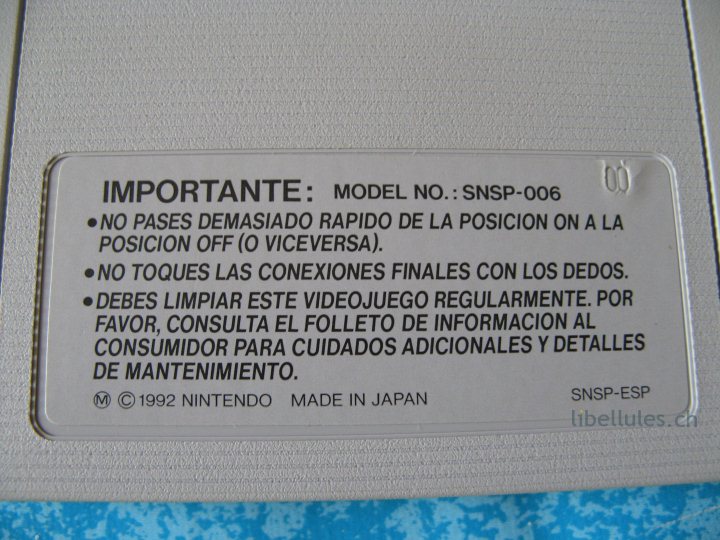 IMPORTANTE: MODEL NO.: SNSP-006
•NO PASES DEMASIADO RAPIDO DE LA POSICION ON A LA
POSICION OFF (O VICEVERSA).
•NO TOQUES LAS CONEXIONES FINALES CON LOS DEDOS.
•DEBES LIMPIAR ESTE VIDEOJUEGO REGULARMENTE. POR
FAVOR, CONSULTA EL FOLLETO DE INFORMACION AL
CONSUMIDOR PARA CUIDADOS ADICIONALES Y DETALLES
DE MANTENIMIENTO.
Ⓜ © 1992 NINTENDO MADE IN JAPAN SNSP-ESP
libellules.ch